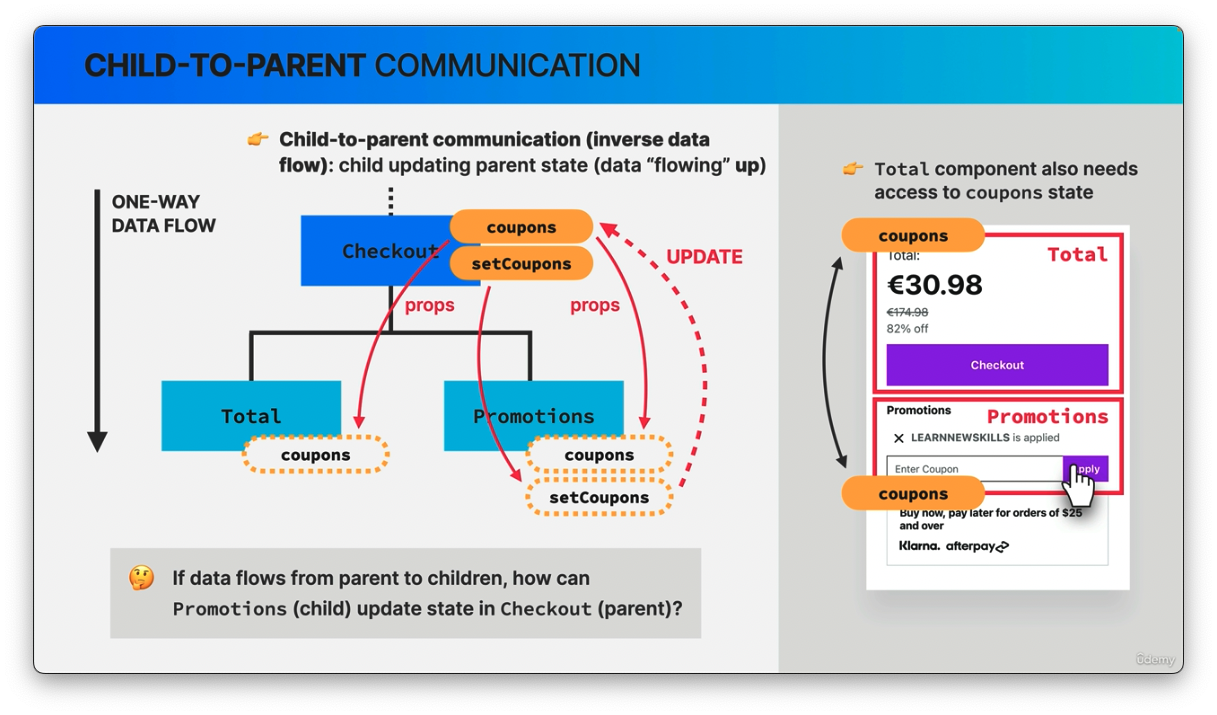 CHILD-TO-PARENT COMMUNICATION
👉 Child-to-parent communication (inverse data
flow): child updating parent state (data “flowing” up)
ONE-WAY
DATA FLOW
Checkout
coupons
setCoupons
UPDATE
props
props
Total
coupons
Promotions
coupons
setCoupons
🤔 If data flows from parent to children, how can
Promotions (child) update state in Checkout (parent)?
👉 Total component also needs
access to coupons state
coupons
Total:
Total
€30.98
€174.98
82% off
Checkout
Promotions
Promotions
✕ LEARNNEWSKILLS is applied
Enter Coupon
pply
coupons
Buy now, pay later for orders of $25
and over
Klarna. afterpay
ûdemy